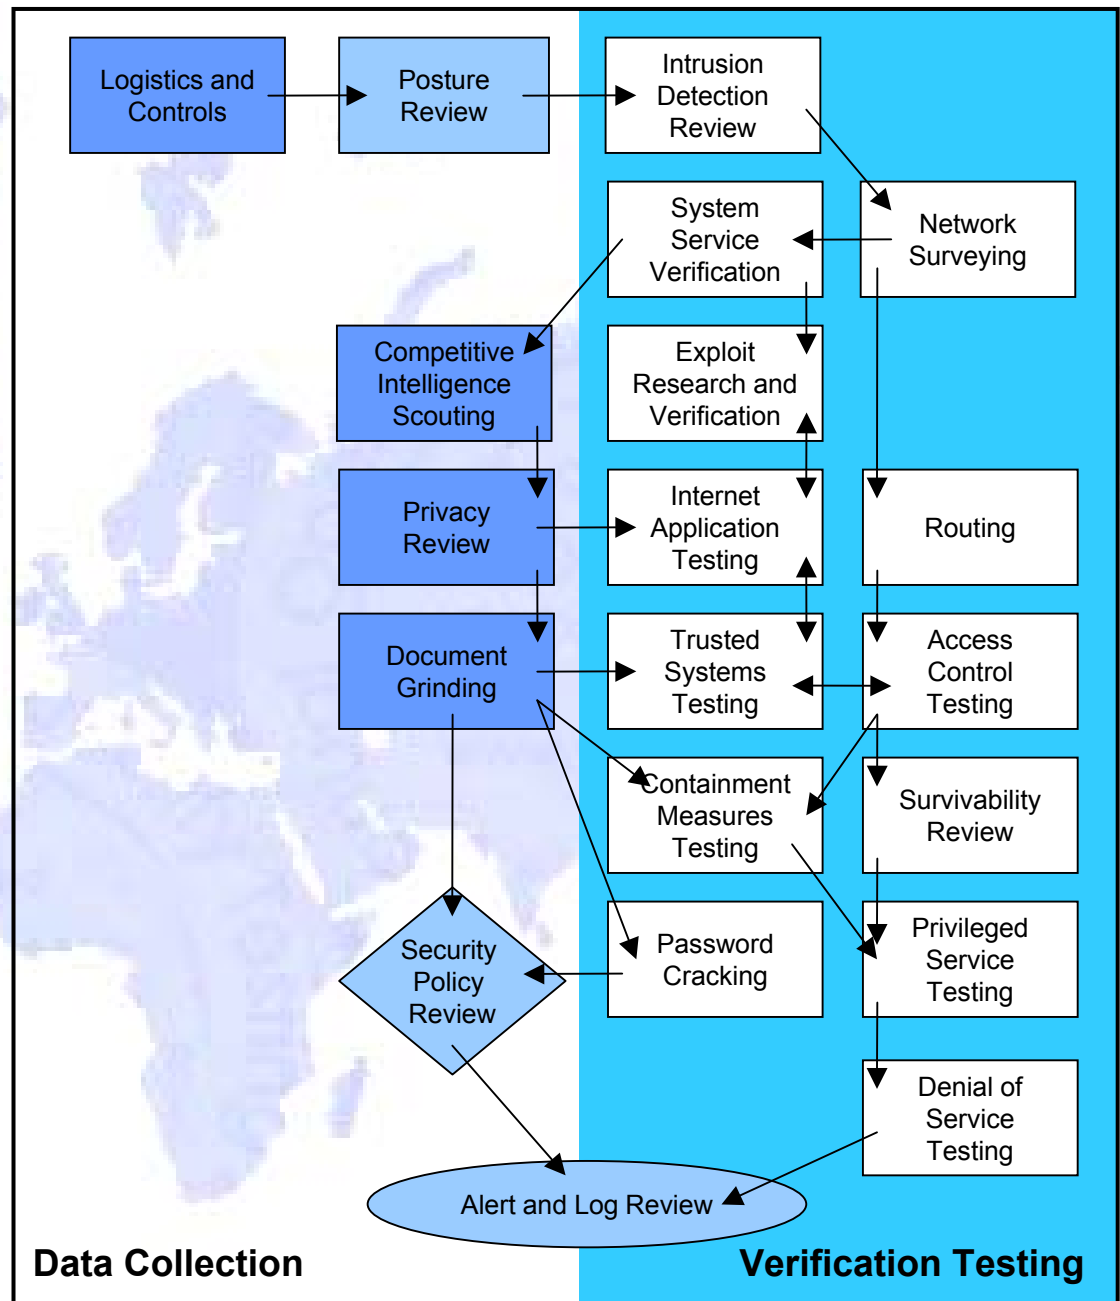 Logistics and
Controls
Posture
Review
Intrusion
Detection
Review
System
Service
Verification
Network
Surveying
Competitive
Intelligence
Scouting
Exploit
Research and
Verification
Privacy
Review
Internet
Application
Testing
Routing
Document
Grinding
Trusted
Systems
Testing
Access
Control
Testing
Containment
Measures
Testing
Survivability
Review
Security
Policy
Review
Password
Cracking
Privileged
Service
Testing
Denial of
Service
Testing
Alert and Log Review
Data Collection
Verification Testing